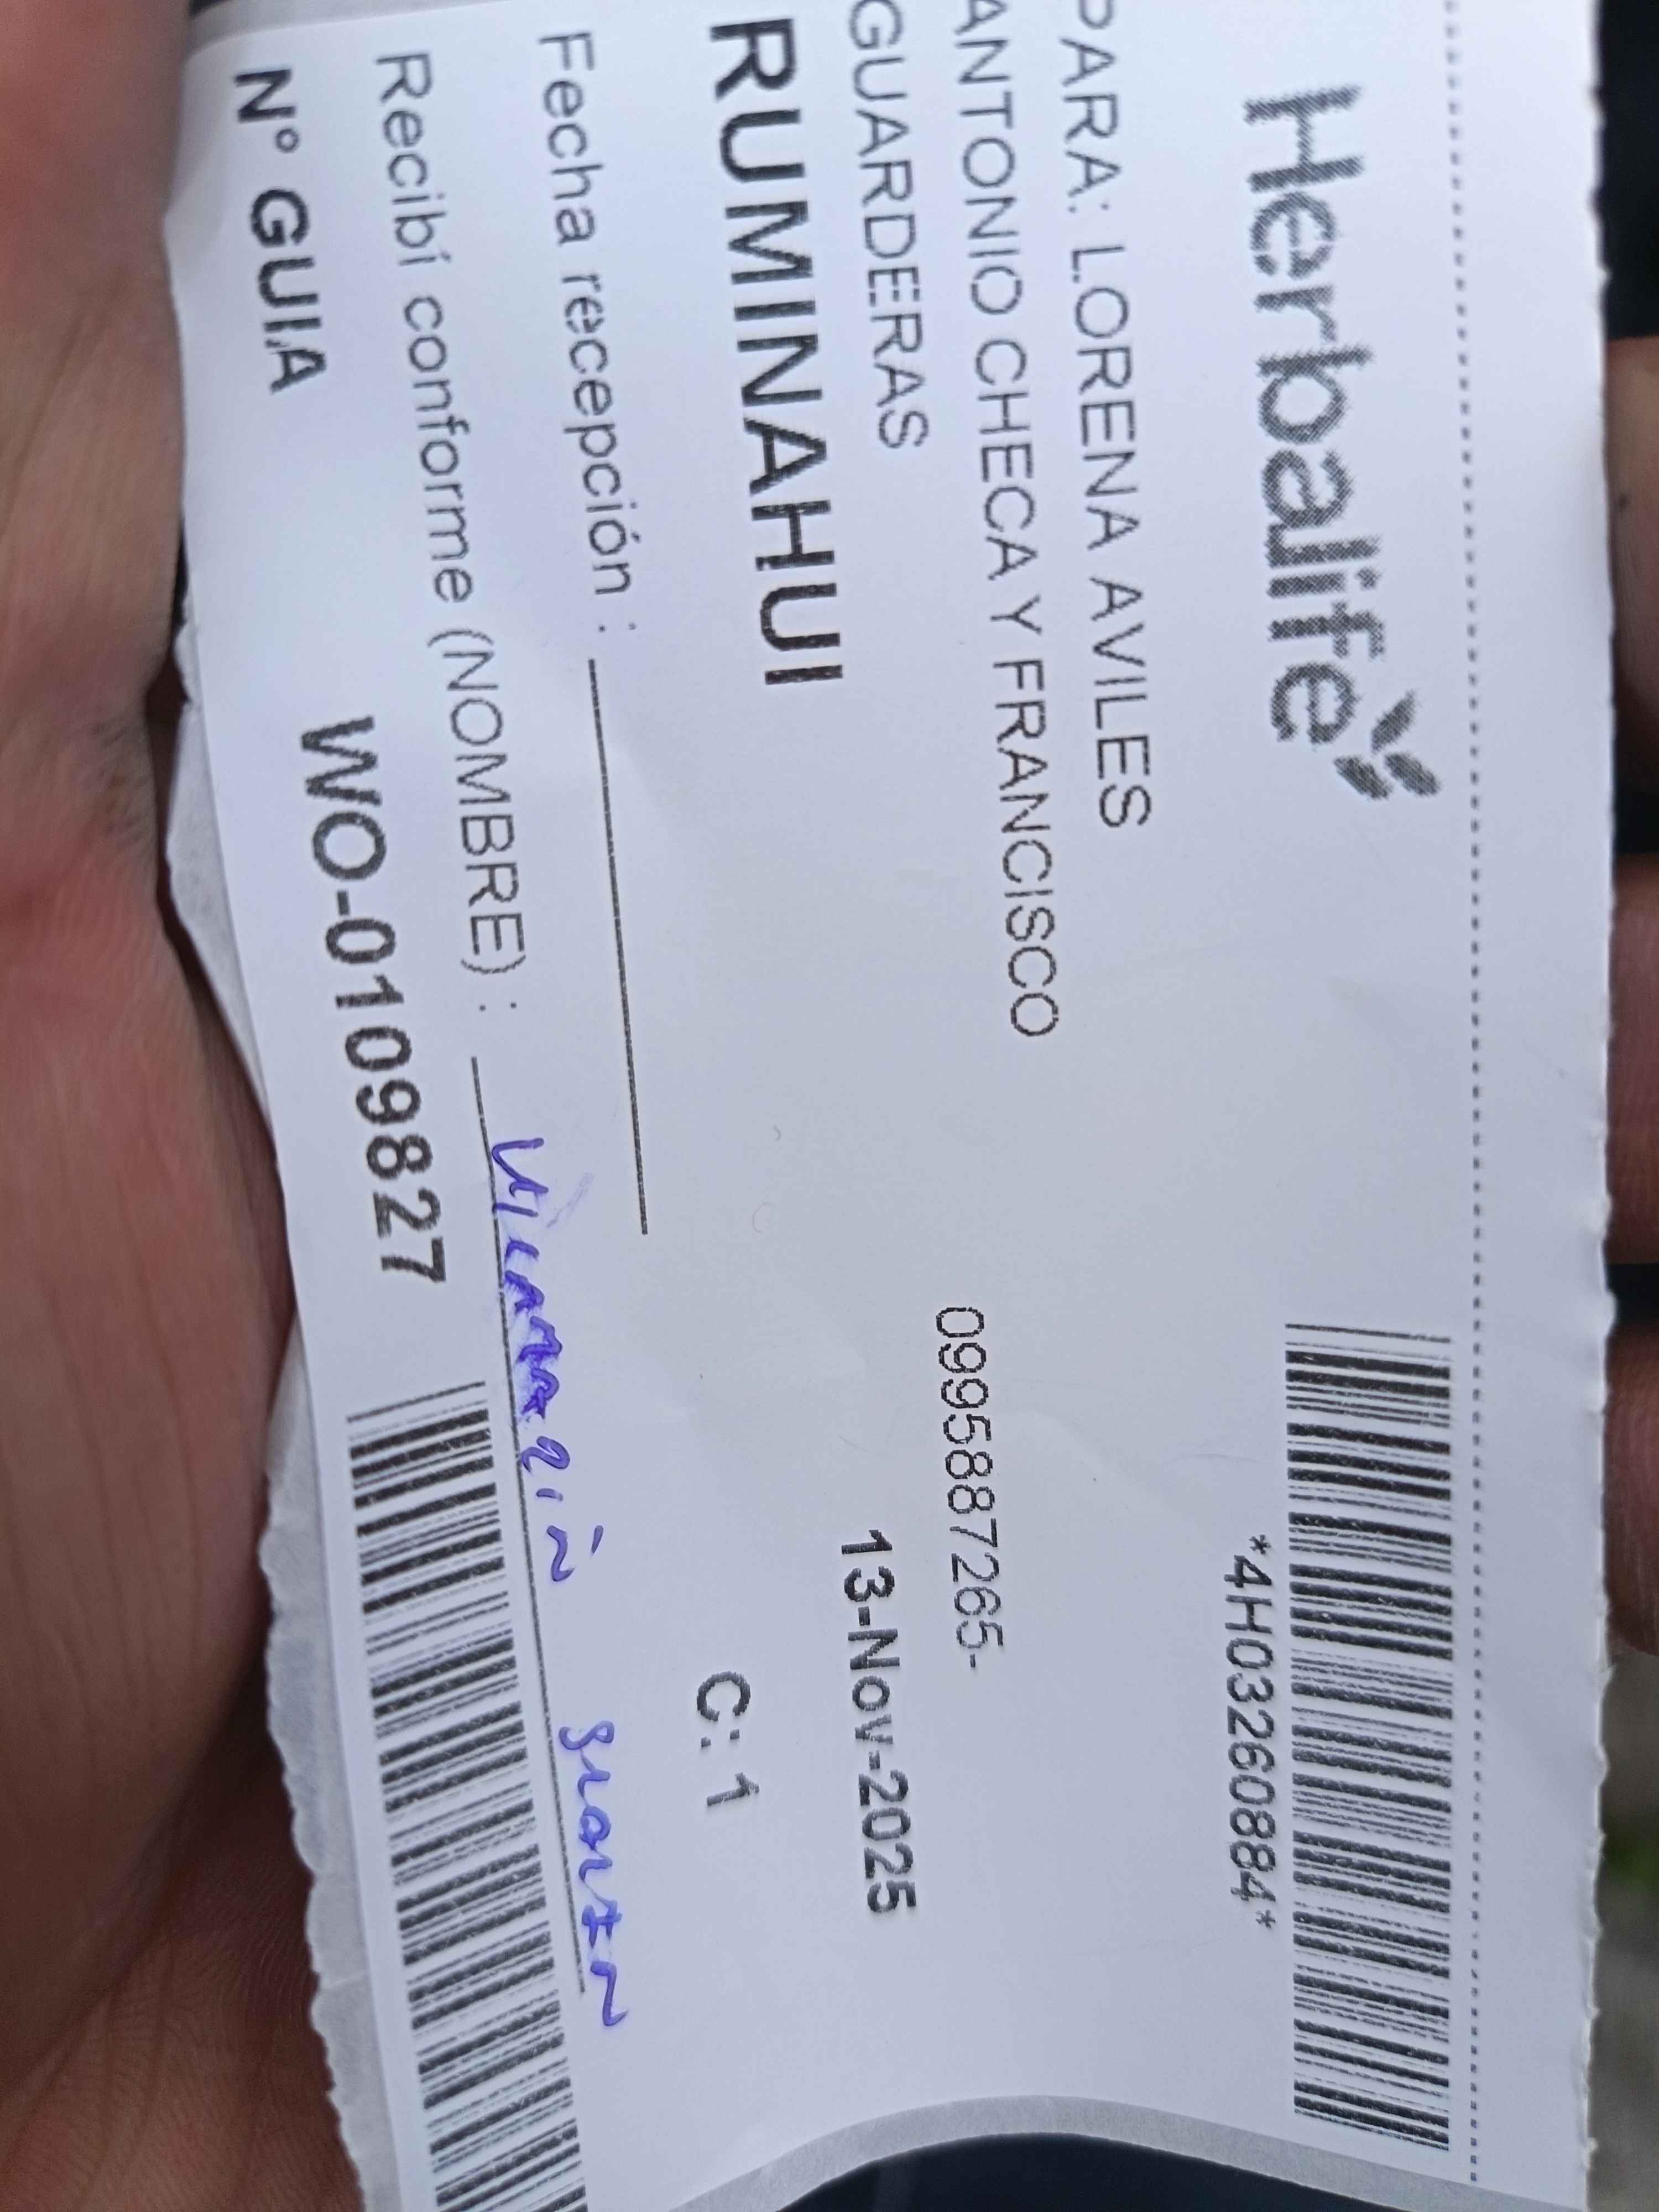 Herbalife
*4H03260884*
PARA: LORENA AVILES
ANTONIO CHECA Y FRANCISCO
0995887265-
GUARDERAS
13-Nov-2025
RUMINAHUI
C: 1
Fecha recepción :
Recibí conforme (NOMBRE) :
N° GUIA WO-0109827